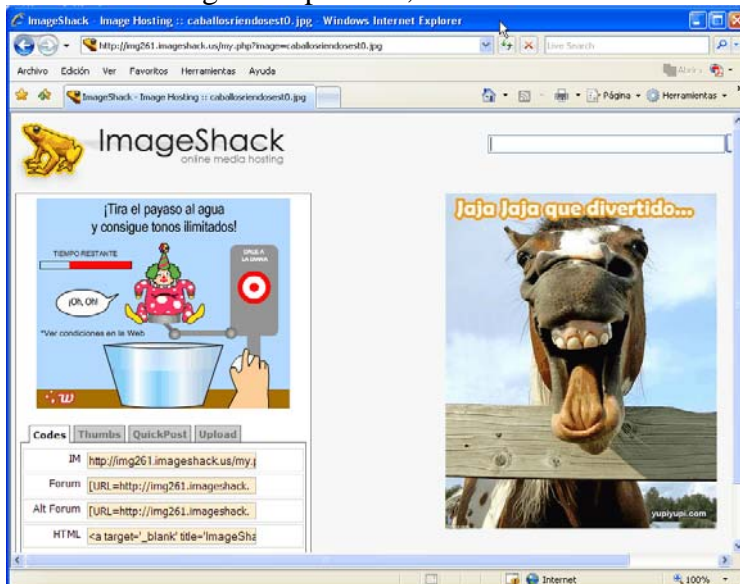 ImageShack - Image Hosting :: caballosriendosest0.jpg - Windows Internet Explorer
http://img261.imageshack.us/my.php?image=caballosriendosest0.jpg
Live Search
Archivo Edición Ver Favoritos Herramientas Ayuda
ImageShack - Image Hosting :: caballosriendosest0.jpg
Página
Herramientas
ImageShack
online media hosting
¡Tira el payaso al agua
y consigue tonos ilimitados!
TIEMPO RESTANTE
DALE A
LA DIANA
¡Oh, Oh!
*Ver condiciones en la Web
w
Jaja Jaja que divertido...
yupiyupi.com
Codes Thumbs QuickPost Upload
IM http://img261.imageshack.us/my.p
Forum [URL=http://img261.imageshack.
Alt Forum [URL=http://img261.imageshack.
HTML <a target='_blank' title='ImageSha
Internet 100%